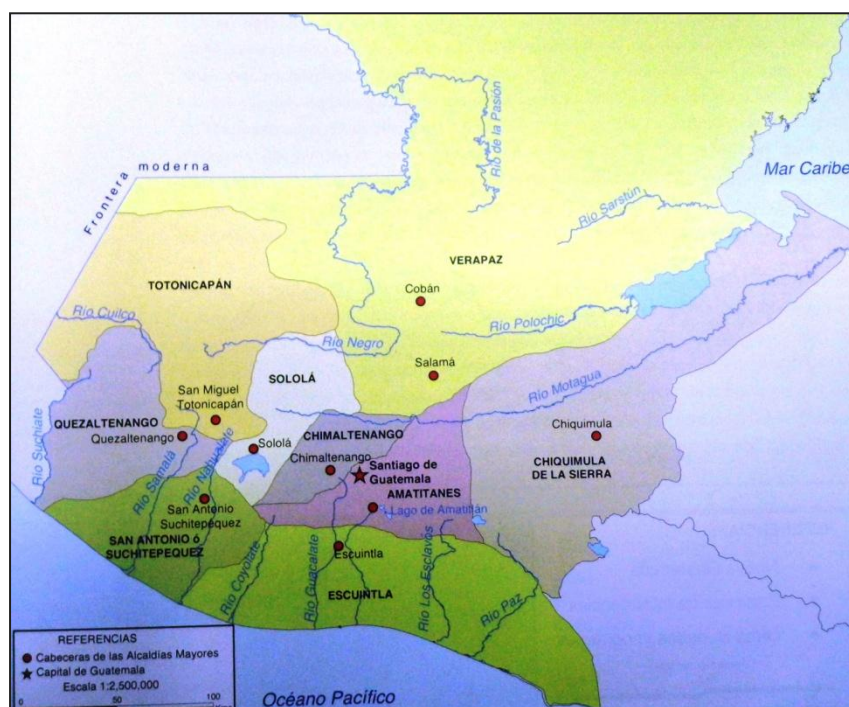 Frontera moderna
Río de la Pasión
Mar Caribe
Río Sarstún
VERAPAZ
TOTONICAPÁN
Cobán
Río Cuilco
Río Polochic
Río Negro
SOLOLÁ
Salamá
Río Motagua
San Miguel
Totonicapán
QUEZALTENANGO
Quezaltenango
Río Suchiate
CHIMALTENANGO
Chiquimula
Sololá
Chimaltenango
Santiago de
Guatemala
CHIQUIMULA
DE LA SIERRA
Río Samalá
Río Nahualate
AMATITANES
San Antonio
Suchitepéquez
Lago de Amatitlán
SAN ANTONIO Ó
SUCHITEPEQUEZ
Escuintla
Río Coyolate
Río Guacalate
ESCUINTLA
Río Los Esclavos
Río Paz
REFERENCIAS
Cabeceras de las Alcaldías Mayores
Capital de Guatemala
Escala 1:2,500,000
0 50 100
Océano Pacífico